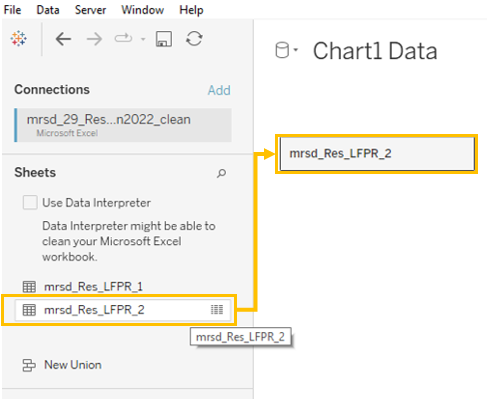 File Data Server Window Help
Connections Add
mrsd_29_Res...n2022_clean
Microsoft Excel
Sheets
Use Data Interpreter
Data Interpreter might be able to
clean your Microsoft Excel
workbook.
mrsd_Res_LFPR_1
mrsd_Res_LFPR_2
mrsd_Res_LFPR_2
New Union
Chart1 Data
mrsd_Res_LFPR_2